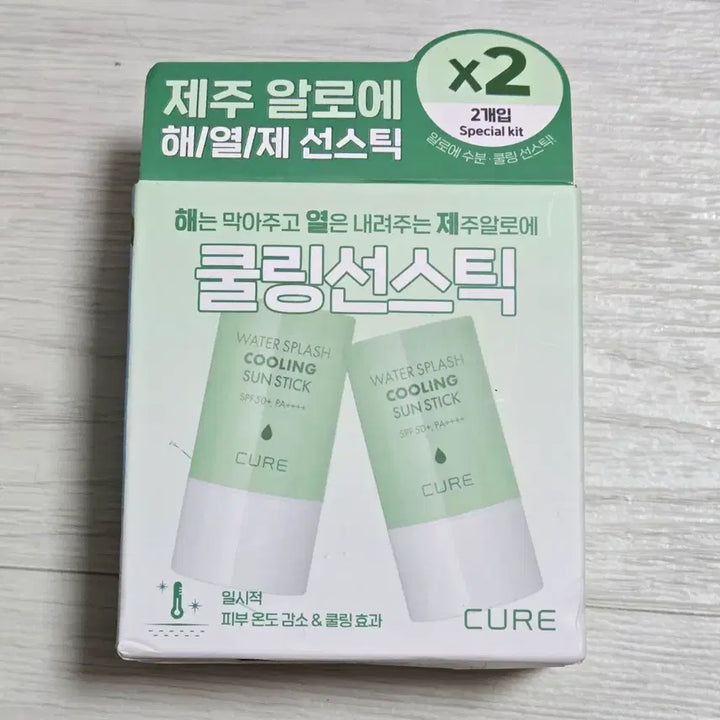 제주 알로에
해/열/제 선스틱
x2
2개입
Special kit
알로에 수분·쿨링 선스틱!
해는 막아주고 열은 내려주는 제주알로에
쿨링선스틱
WATER SPLASH
COOLING
SUN STICK
SPF 50+, PA++++
CURE
WATER SPLASH
COOLING
SUN STICK
SPF 50+, PA++++
CURE
일시적
피부 온도 감소 & 쿨링 효과
CURE